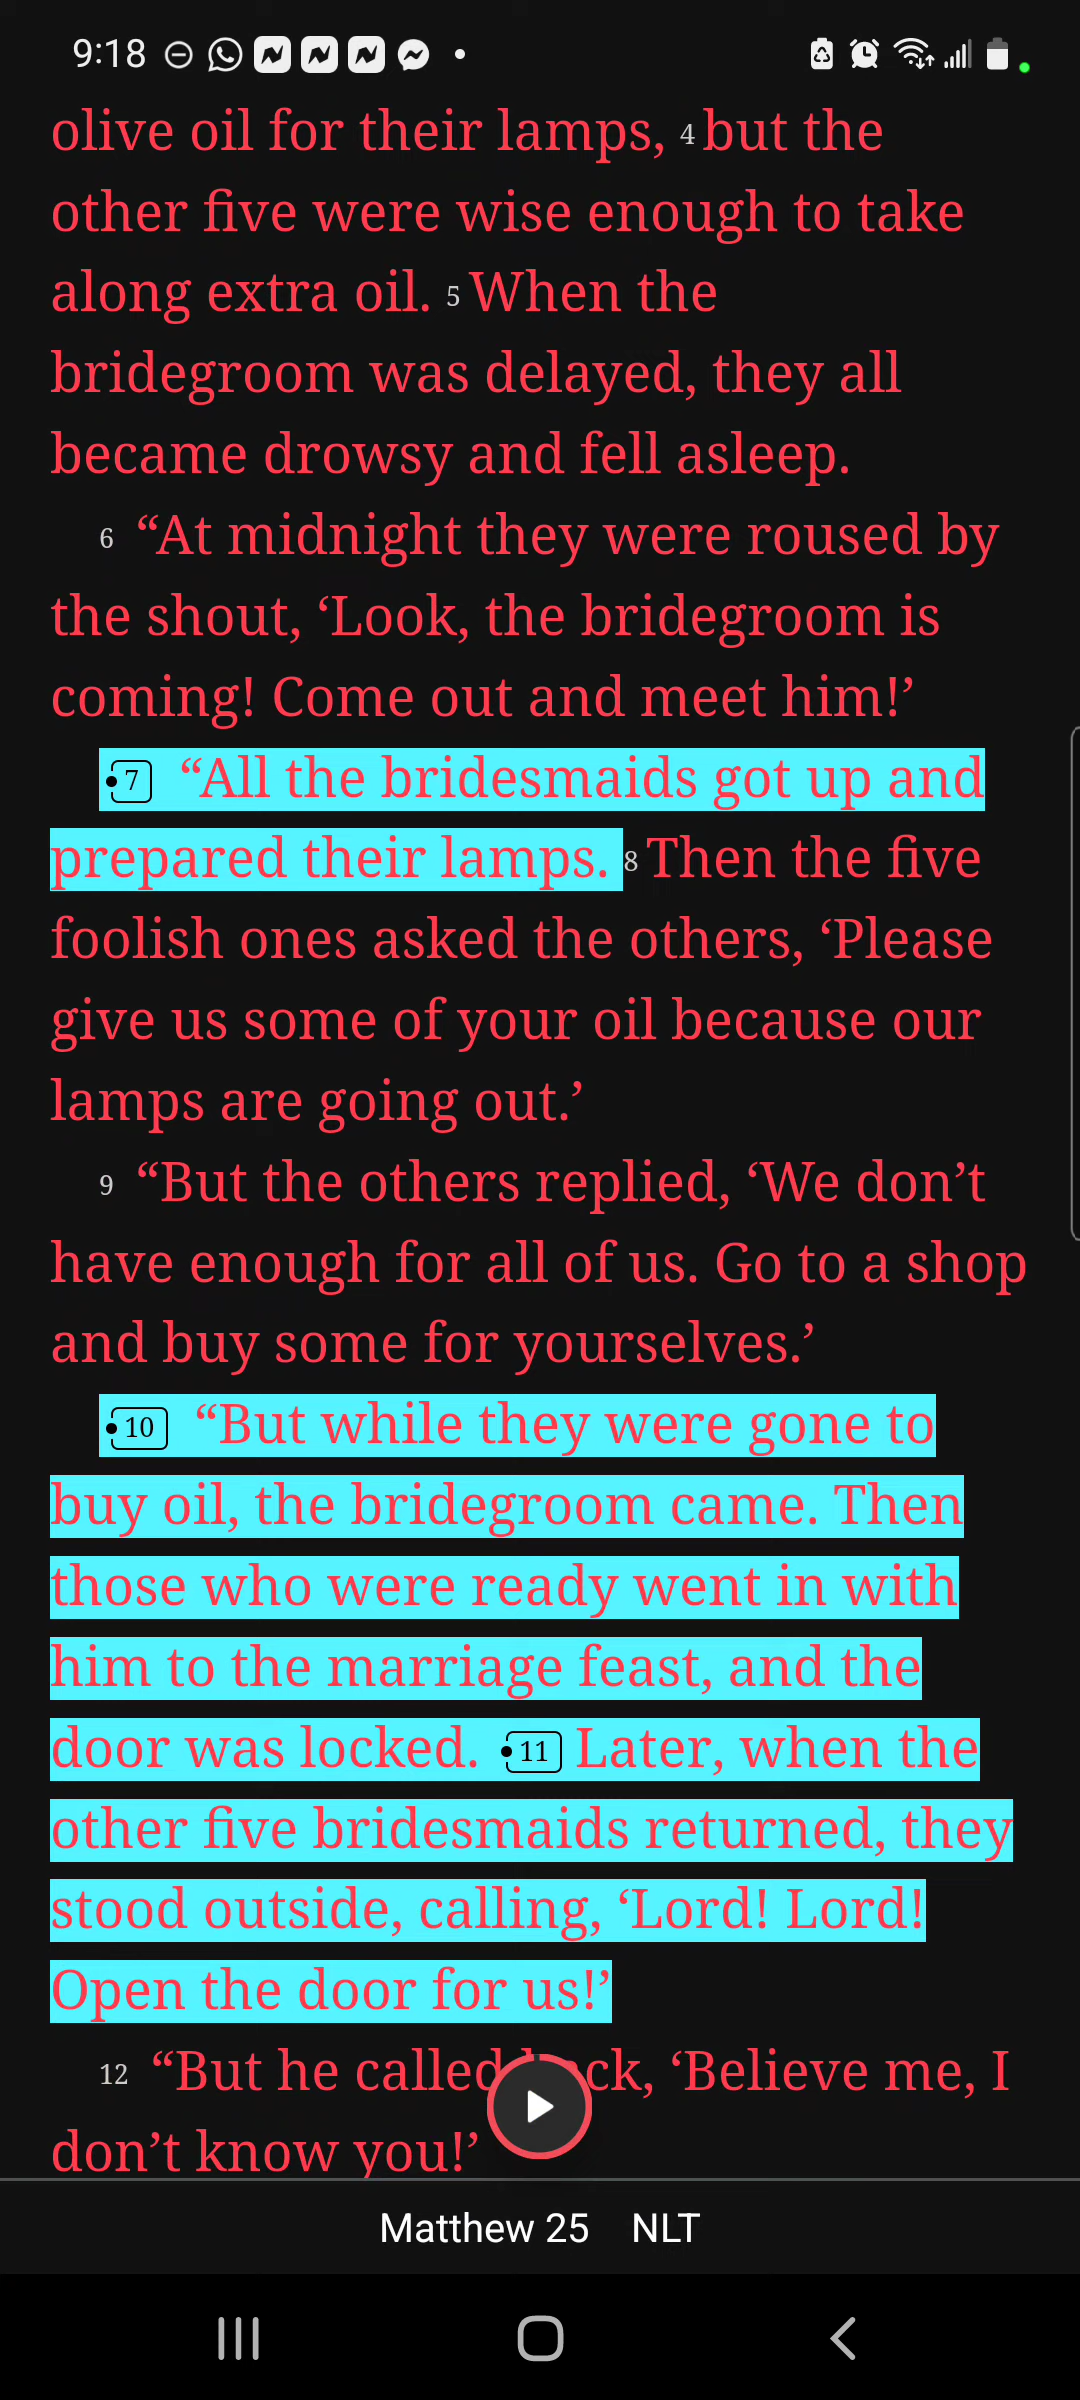 9:18
olive oil for their lamps, 4 but the
other five were wise enough to take
along extra oil. 5 When the
bridegroom was delayed, they all
became drowsy and fell asleep.
6 “At midnight they were roused by
the shout, ‘Look, the bridegroom is
coming! Come out and meet him!’
7 “All the bridesmaids got up and
prepared their lamps. 8 Then the five
foolish ones asked the others, ‘Please
give us some of your oil because our
lamps are going out.’
9 “But the others replied, ‘We don’t
have enough for all of us. Go to a shop
and buy some for yourselves.’
10 “But while they were gone to
buy oil, the bridegroom came. Then
those who were ready went in with
him to the marriage feast, and the
door was locked. 11 Later, when the
other five bridesmaids returned, they
stood outside, calling, ‘Lord! Lord!
Open the door for us!’
12 “But he called back, ‘Believe me, I
don’t know you!’
Matthew 25 NLT